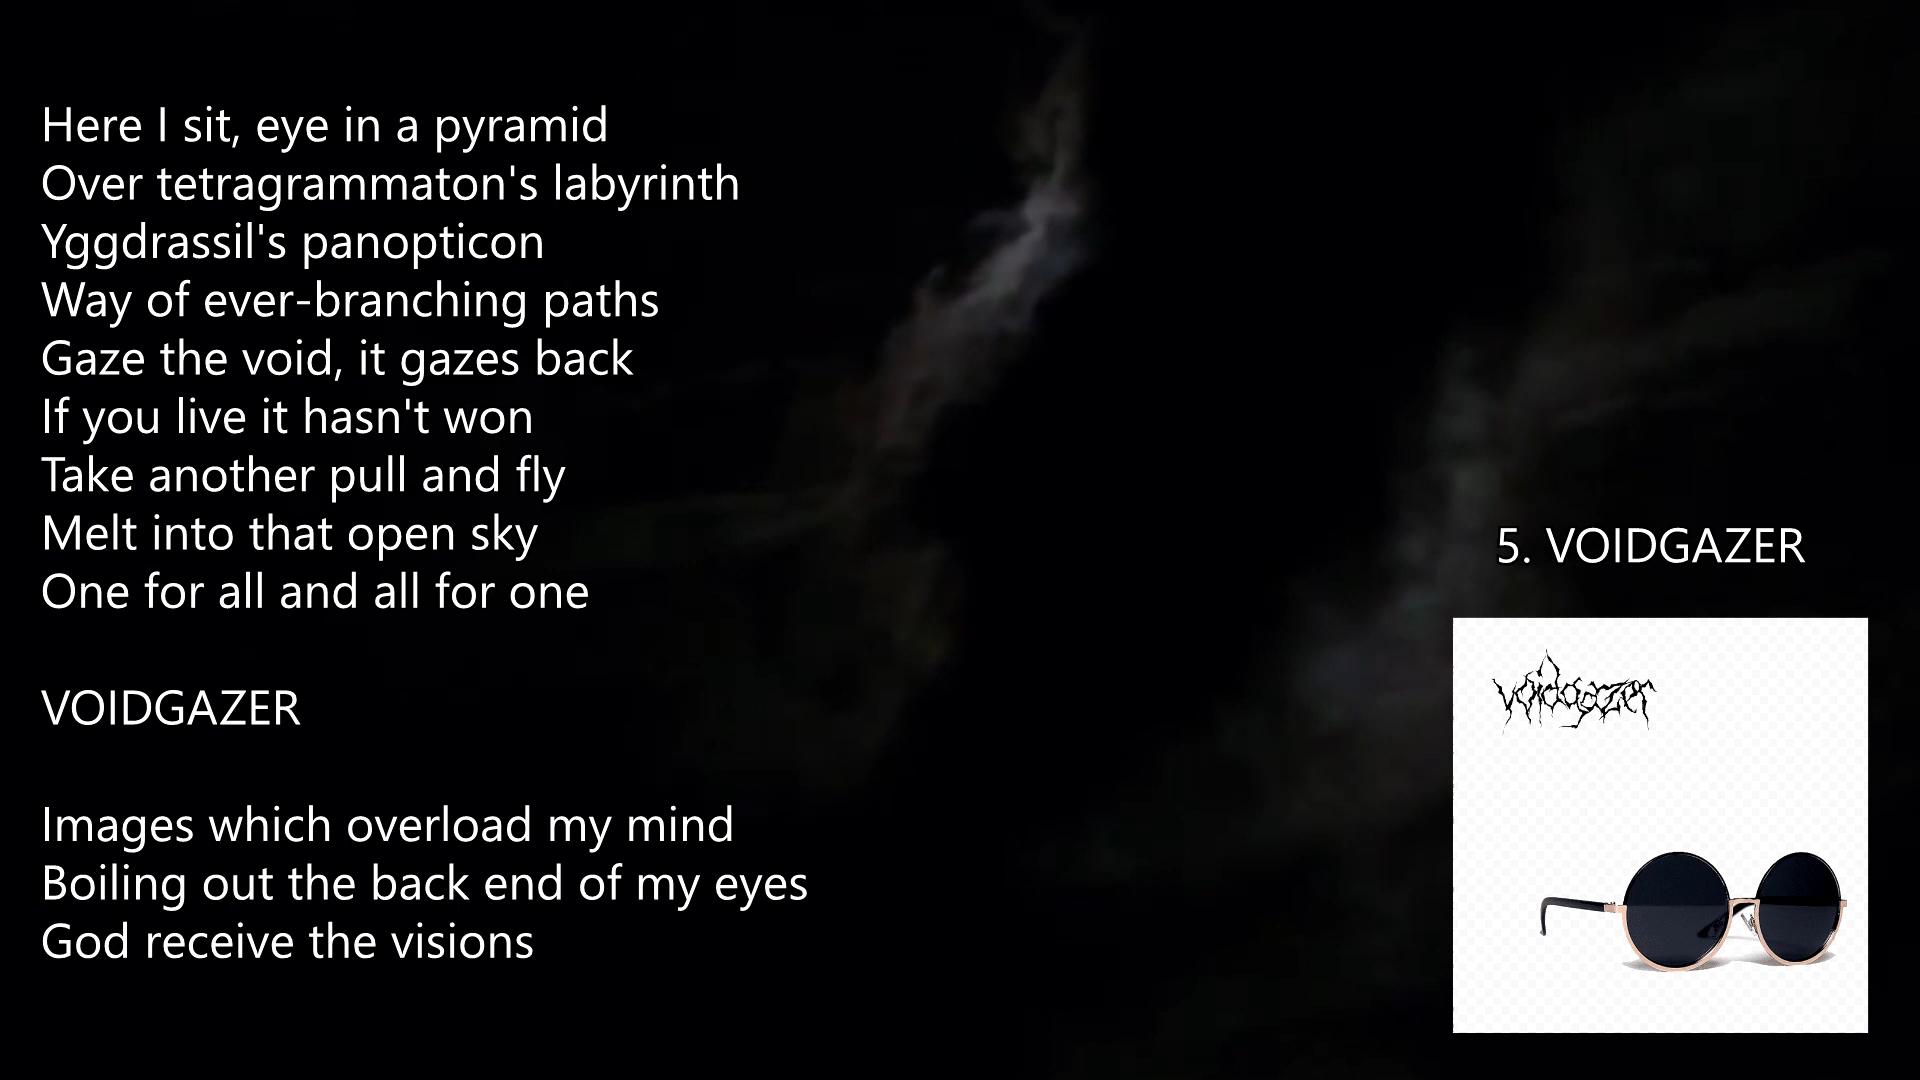 Here I sit, eye in a pyramid
Over tetragrammaton's labyrinth
Yggdrassil's panopticon
Way of ever-branching paths
Gaze the void, it gazes back
If you live it hasn't won
Take another pull and fly
Melt into that open sky
One for all and all for one
VOIDGAZER
Images which overload my mind
Boiling out the back end of my eyes
God receive the visions
5. VOIDGAZER
voidgazer